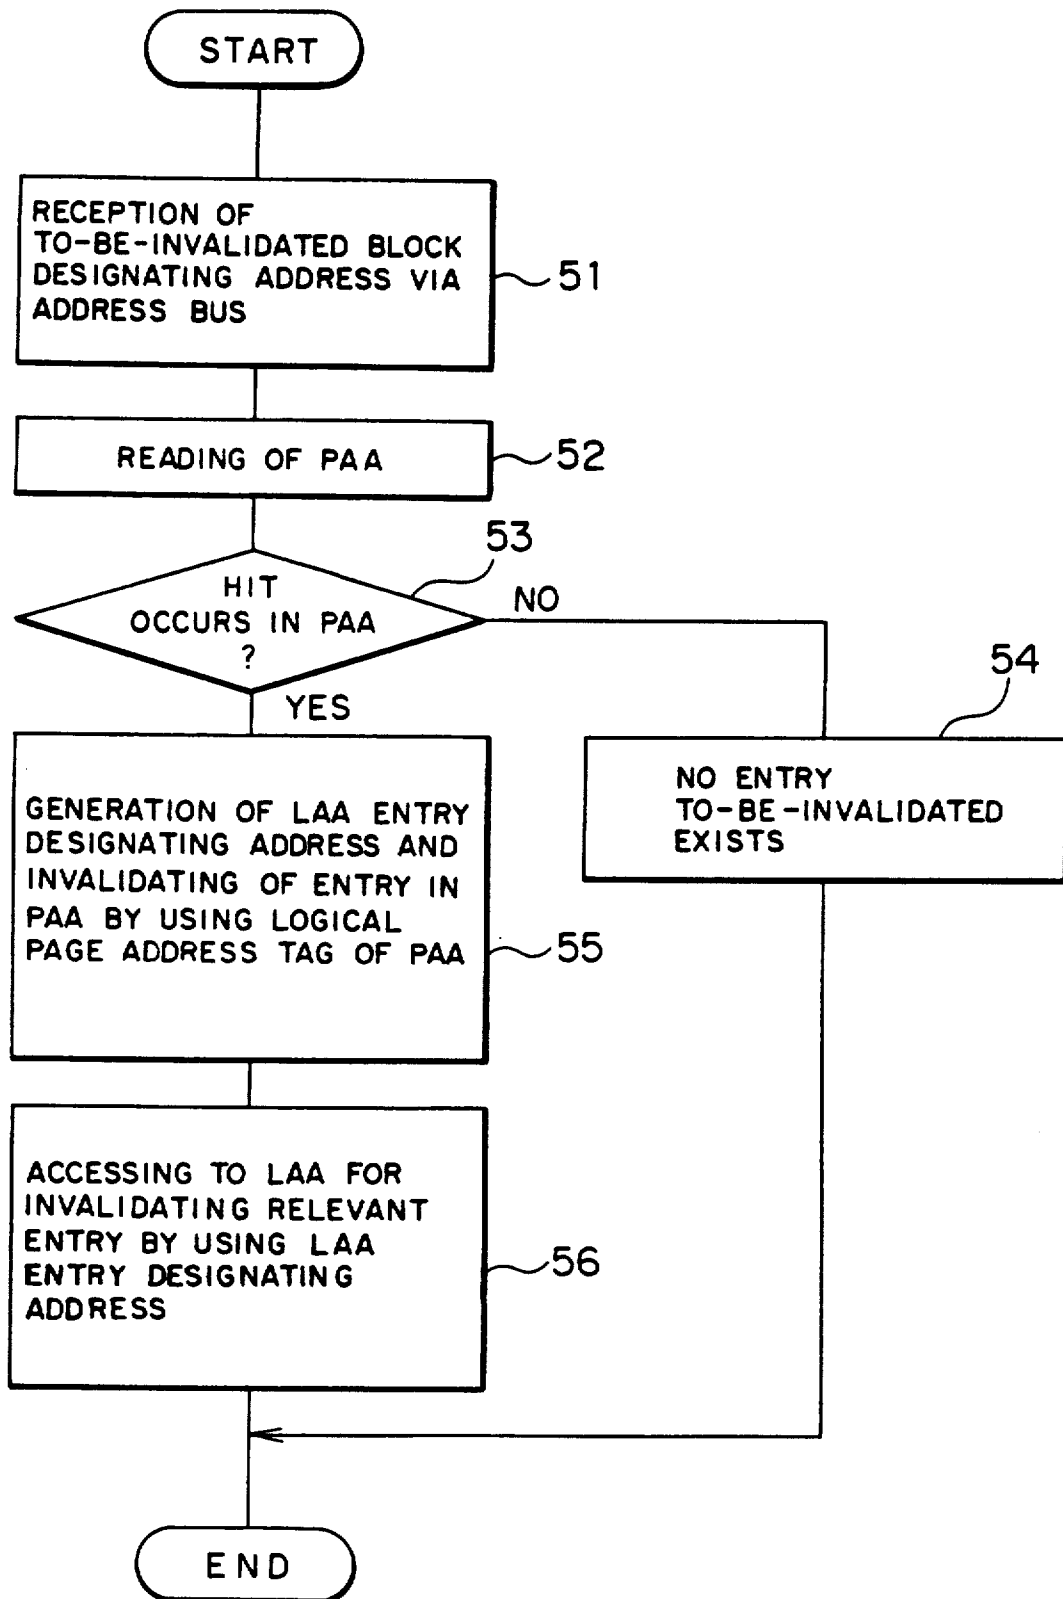 START
RECEPTION OF
TO-BE-INVALIDATED BLOCK
DESIGNATING ADDRESS VIA
ADDRESS BUS
51
READING OF PAA
52
53
HIT
OCCURS IN PAA
?
NO
YES
54
NO ENTRY
TO-BE-INVALIDATED
EXISTS
GENERATION OF LAA ENTRY
DESIGNATING ADDRESS AND
INVALIDATING OF ENTRY IN
PAA BY USING LOGICAL
PAGE ADDRESS TAG OF PAA
55
ACCESSING TO LAA FOR
INVALIDATING RELEVANT
ENTRY BY USING LAA
ENTRY DESIGNATING
ADDRESS
56
END